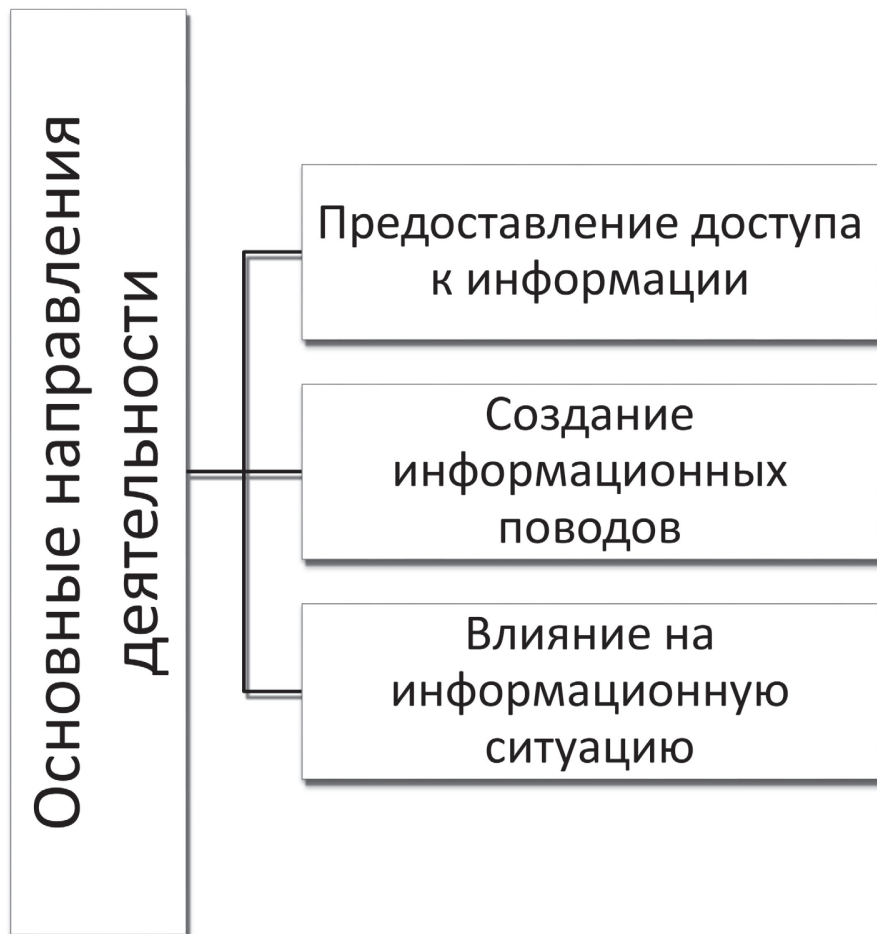 Основные направления
деятельности
Предоставление доступа
к информации
Создание
информационных
поводов
Влияние на
информационную
ситуацию